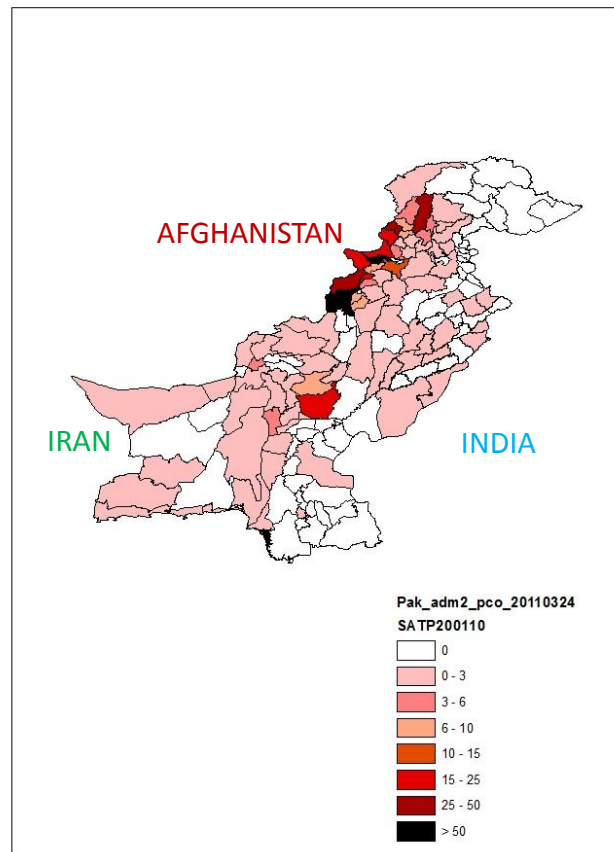 AFGHANISTAN
IRAN
INDIA
Pak_adm2_pco_20110324
SATP200110
0
0 - 3
3 - 6
6 - 10
10 - 15
15 - 25
25 - 50
> 50